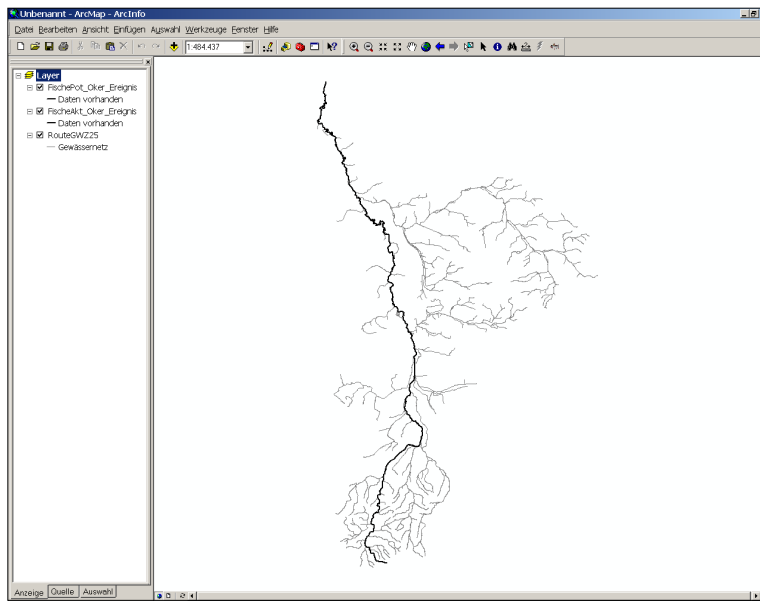 Unbenannt - ArcMap - ArcInfo
Datei Bearbeiten Ansicht Einfügen Auswahl Werkzeuge Fenster Hilfe
1:484.437
Layer
FischePot_Oker_Ereignis
Daten vorhanden
FischeAkt_Oker_Ereignis
Daten vorhanden
RouteGWZ25
Gewässernetz
Anzeige Quelle Auswahl